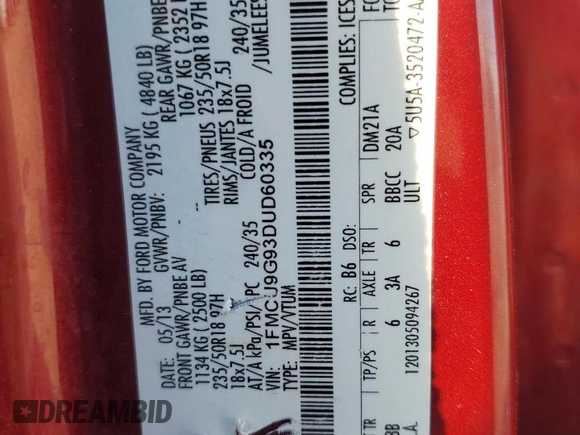 MFD. BY FORD MOTOR COMPANY
05/13 GVWR/PNBV: 2195 KG ( 4840 LB)
FRONT GAWR/PNBE AV REAR GAWR/PNBE
1134 KG ( 2500 LB) 1067 KG ( 2352
235/50R18 97H TIRES/PNEUS 235/50R18 97H
18x7.5J RIMS/JANTES 18x7.5J
AT/A kPa/PSI/LPC 240/35 COLD/A FROID 240/35
VIN: 1FMCU9G93DUD60335 /JUMELEES
TYPE: MPV/VTUM
RC: B6 DSO: COMPLIES: ICES
TR TP/PS R AXLE TR SPR DM21A
BB 6 3A 6 BBCC 20A
ULT
1201305094267 5U5A-3520472-A
DREAMBID